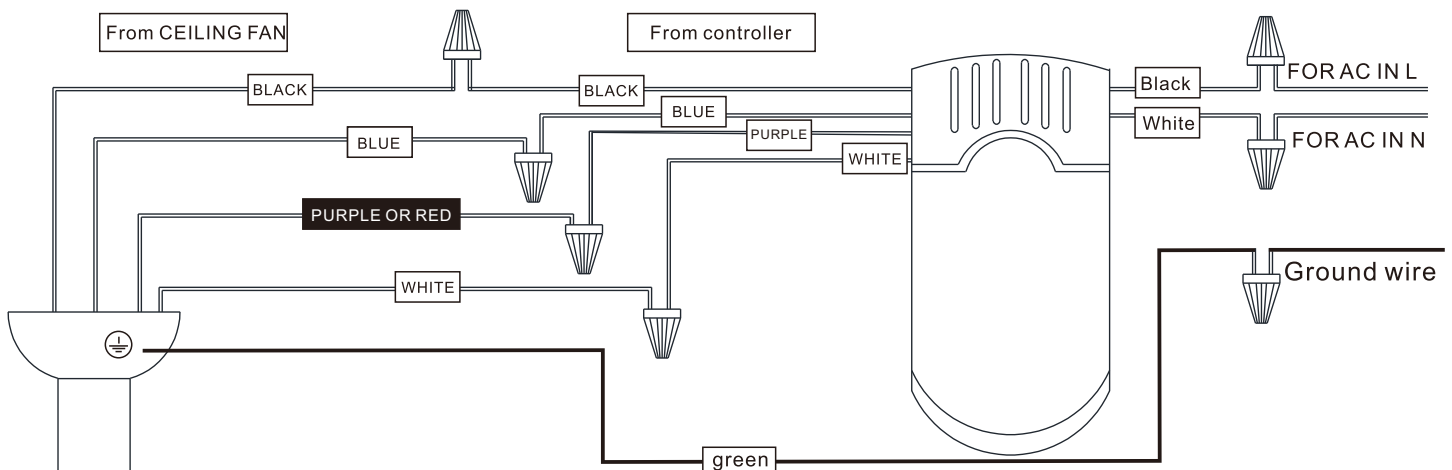 From CEILING FAN
From controller
BLACK
BLACK
Black
FOR AC IN L
BLUE
BLUE
White
PURPLE
FOR AC IN N
WHITE
PURPLE OR RED
WHITE
Ground wire
green